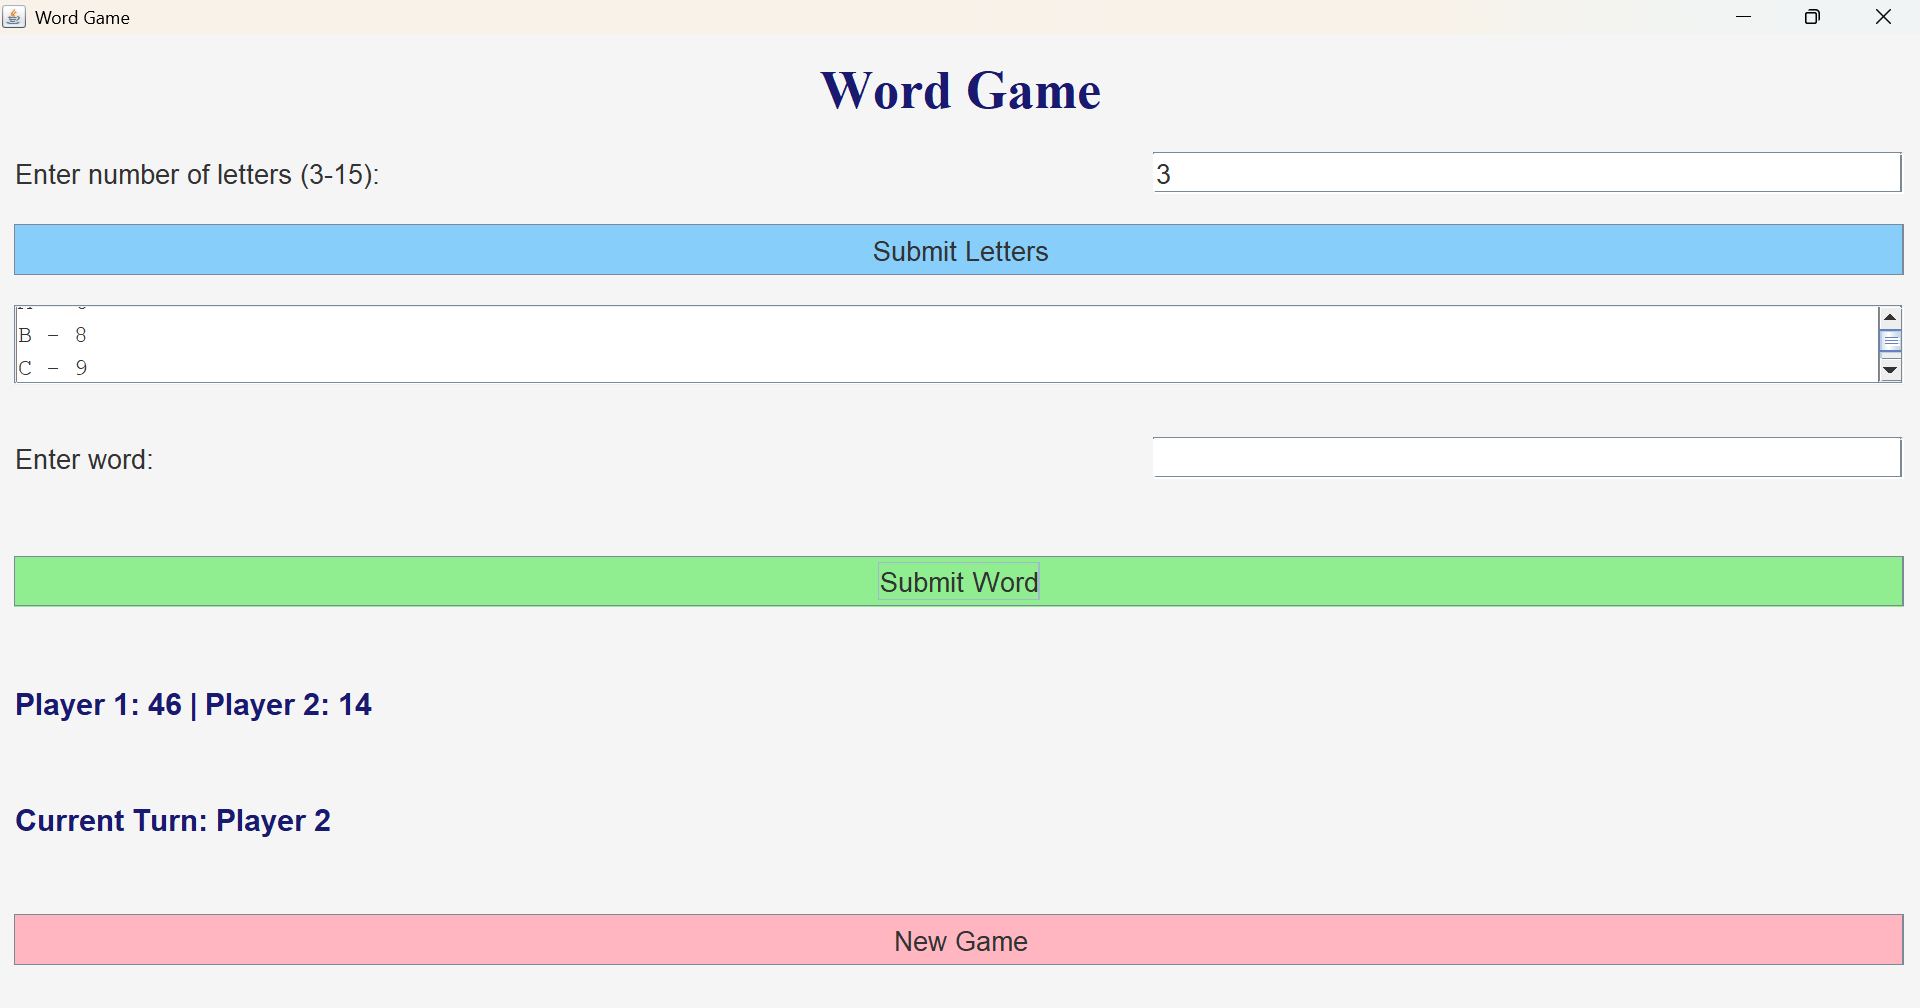 Word Game
Word Game
Enter number of letters (3-15):
3
Submit Letters
B - 8
C - 9
Enter word:
Submit Word
Player 1: 46 | Player 2: 14
Current Turn: Player 2
New Game